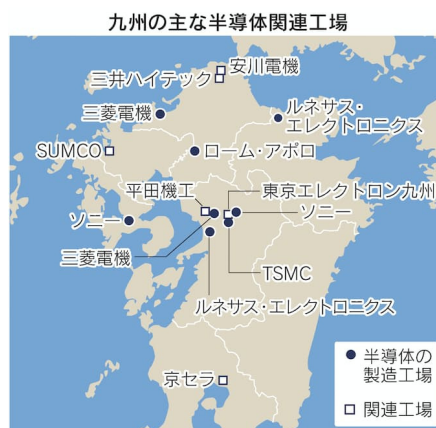 九州の主な半導体関連工場
安川電機
三井ハイテック
三菱電機
ルネサス・
エレクトロニクス
SUMCO
ローム・アポロ
平田機工
東京エレクトロン九州
ソニー
ソニー
三菱電機
TSMC
ルネサス・エレクトロニクス
京セラ
半導体の
製造工場
関連工場